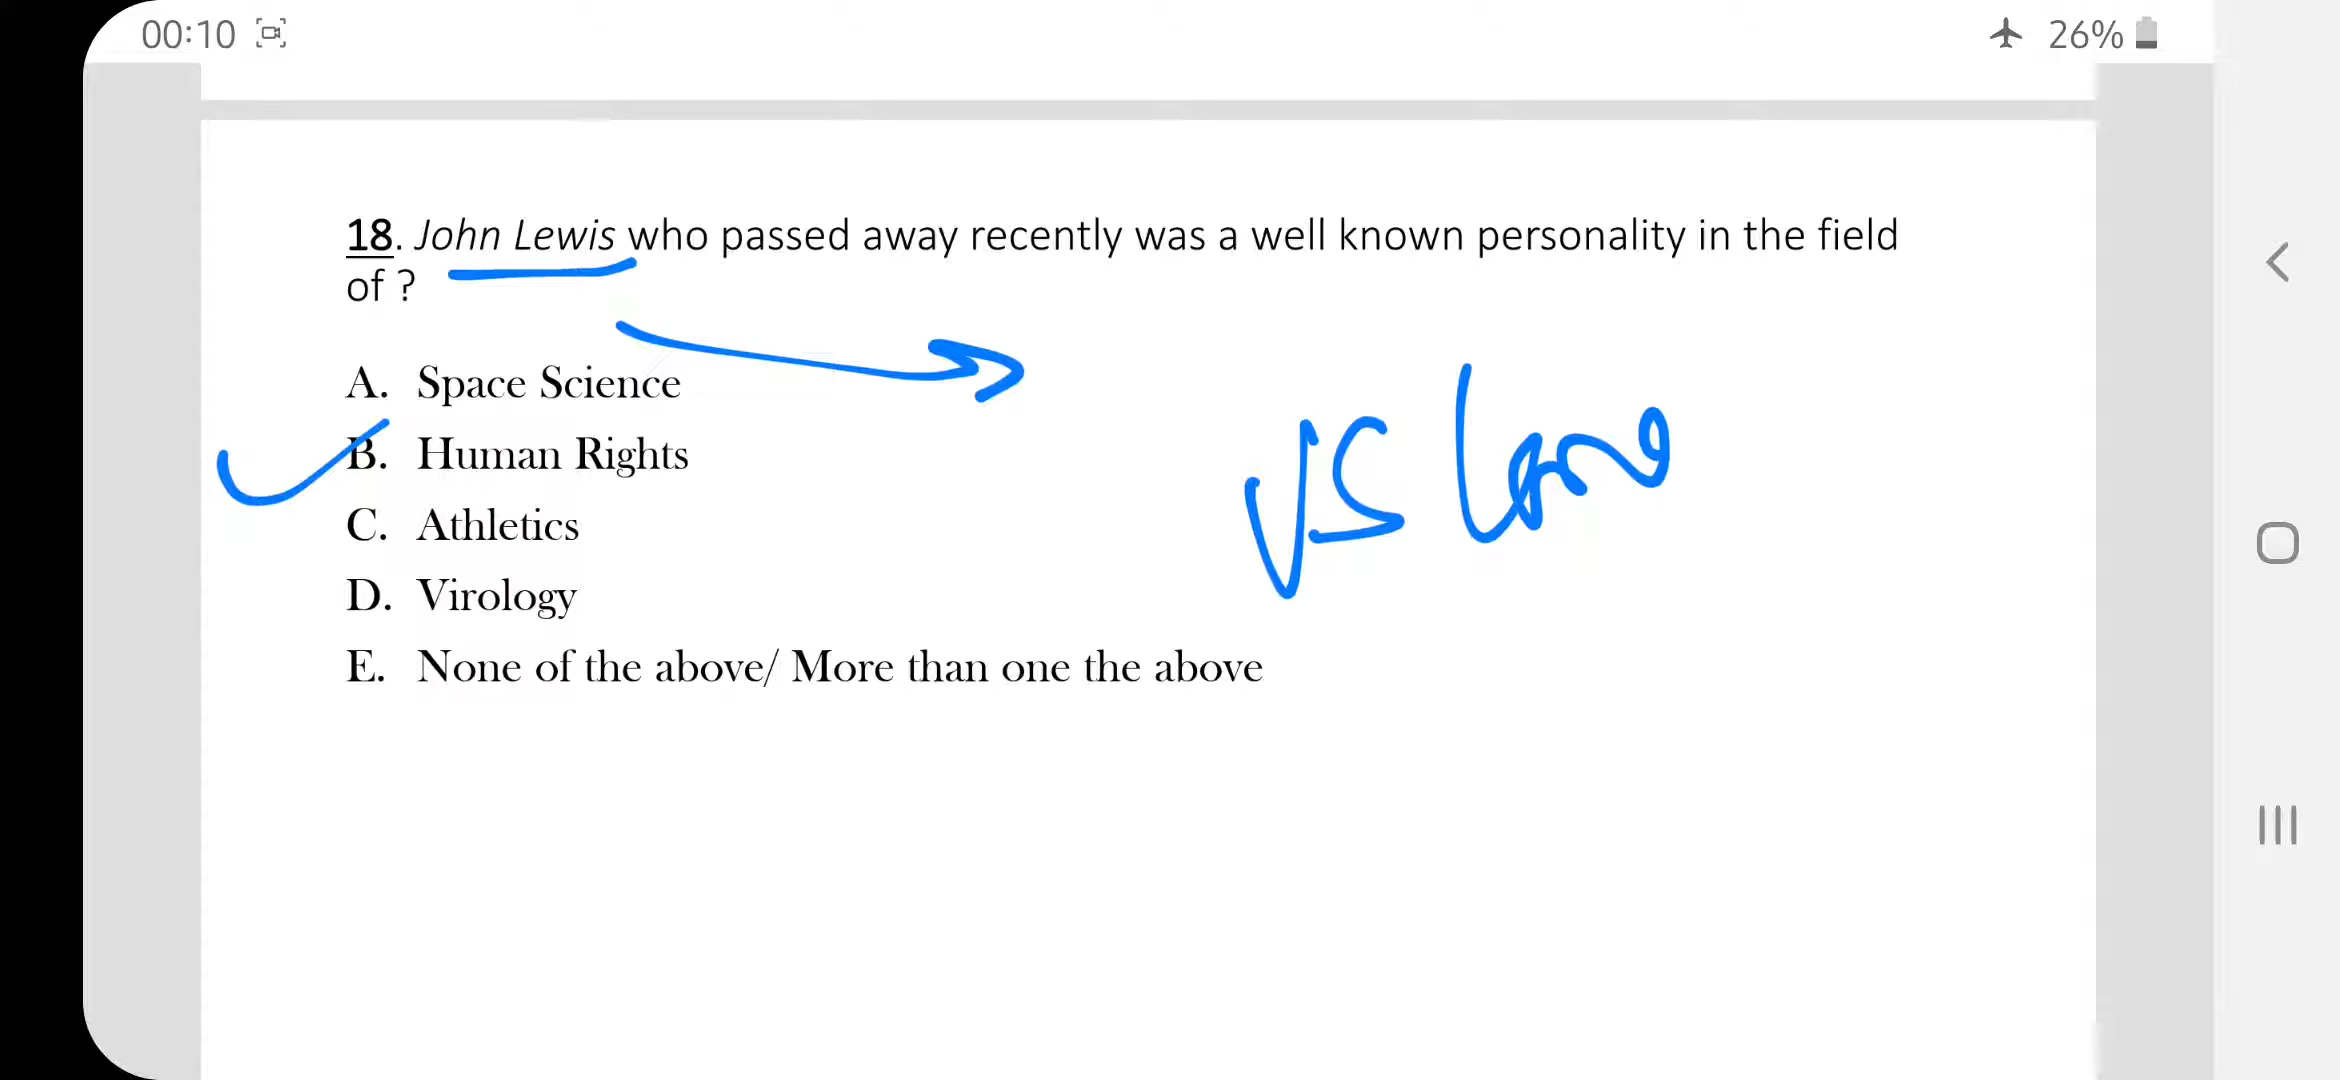 00:10
26%
18. John Lewis who passed away recently was a well known personality in the field
of ?
A. Space Science
B. Human Rights
C. Athletics
D. Virology
E. None of the above/ More than one the above